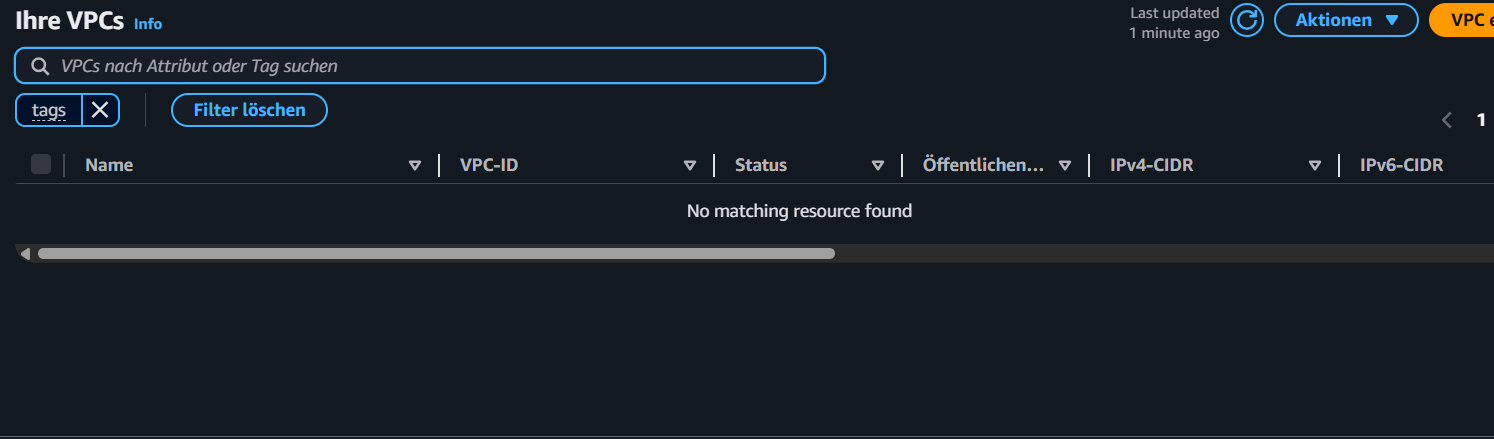 Ihre VPCs Info
Last updated
1 minute ago
Aktionen
VPC
VPCs nach Attribut oder Tag suchen
tags
Filter löschen
1
Name VPC-ID Status Öffentlichen... IPv4-CIDR IPv6-CIDR
No matching resource found